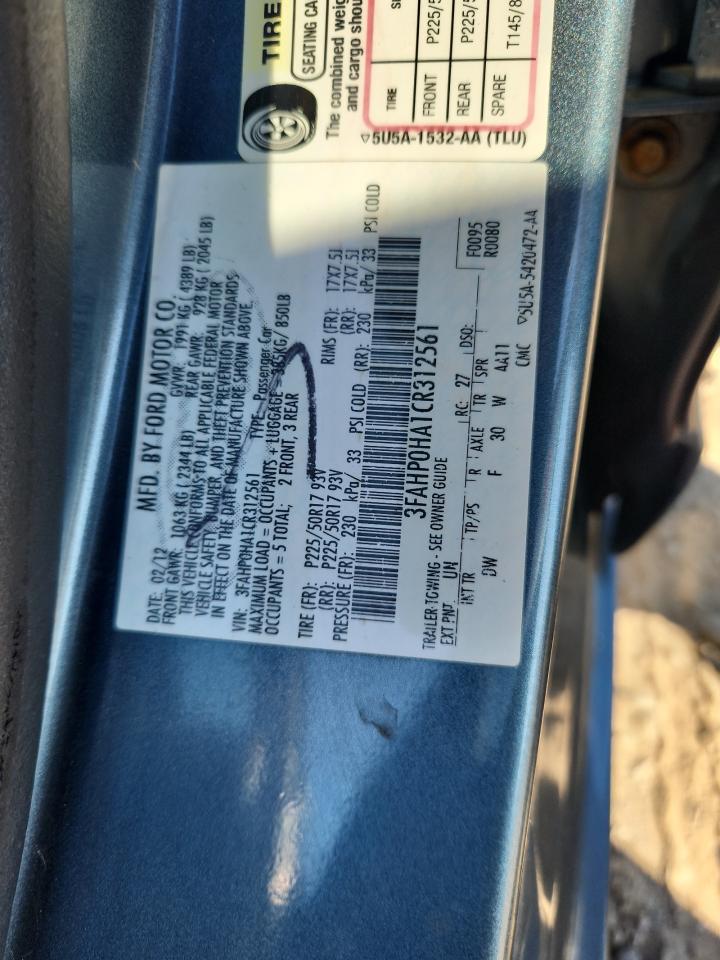 TIRE
SEATING CA
The combined weig
and cargo shou
TIRE
FRONT P225/5
REAR P225/5
SPARE T145/8
▽5U5A-1532-AA (TLU)
MFD. BY FORD MOTOR CO.
DATE: 02/12 GVWR: 1991 KG ( 4389 LB)
FRONT GAWR: 1063 KG ( 2344 LB) REAR GAWR: 928 KG ( 2045 LB)
THIS VEHICLE CONFORMS TO ALL APPLICABLE FEDERAL MOTOR
VEHICLE SAFETY, BUMPER, AND THEFT PREVENTION STANDARDS
IN EFFECT ON THE DATE OF MANUFACTURE SHOWN ABOVE.
VIN: 3FAHP0HA1CR312561 TYPE: Passenger Car
MAXIMUM LOAD = OCCUPANTS + LUGGAGE = 385KG/ 850LB
OCCUPANTS = 5 TOTAL; 2 FRONT, 3 REAR
TIRE (FR): P225/50R17 93V RIMS (FR): 17X7.5J
(RR): P225/50R17 93V (RR): 17X7.5J
PRESSURE (FR): 230 kPa/ 33 PSI COLD (RR): 230 kPa/ 33 PSI COLD
3FAHP0HA1CR312561
TRAILER TOWING - SEE OWNER GUIDE
EXT PNT: UN RC: 27 DSO: F0095
R0080
INT TR TP/PS R AXLE TR SPR
DW F 30 W AA11
CMC ▽5U5A-5420472-AA